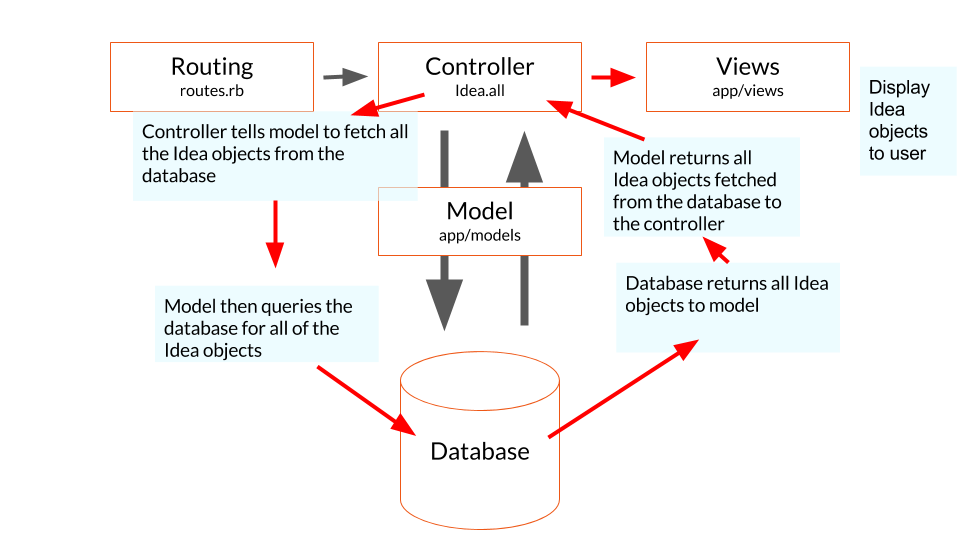 Routing
routes.rb
Controller
Idea.all
Views
app/views
Display
Idea
objects
to user
Controller tells model to fetch all
the Idea objects from the
database
Model returns all
Idea objects fetched
from the database to
the controller
Model
app/models
Model then queries the
database for all of the
Idea objects
Database returns all Idea
objects to model
Database